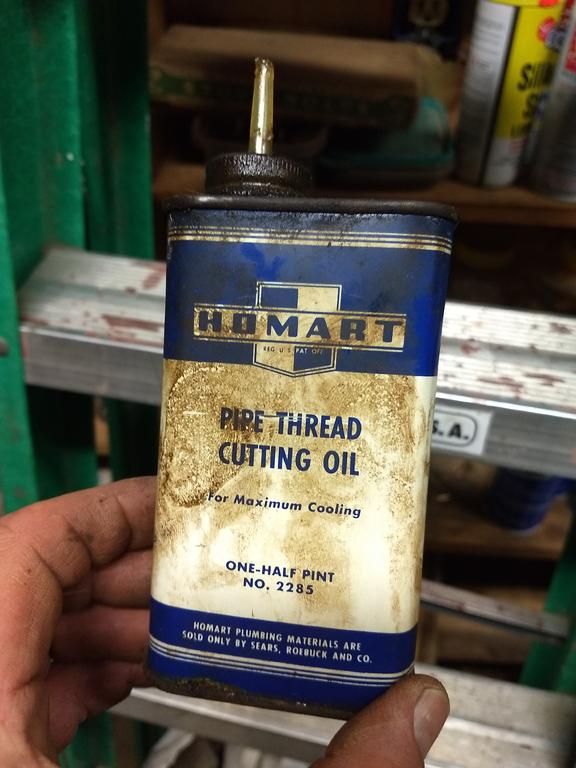 HOMART
REG. U.S. PAT. OFF.
PIPE THREAD
CUTTING OIL
For Maximum Cooling
ONE-HALF PINT
NO. 2285
HOMART PLUMBING MATERIALS ARE
SOLD ONLY BY SEARS, ROEBUCK AND CO.
S.A.